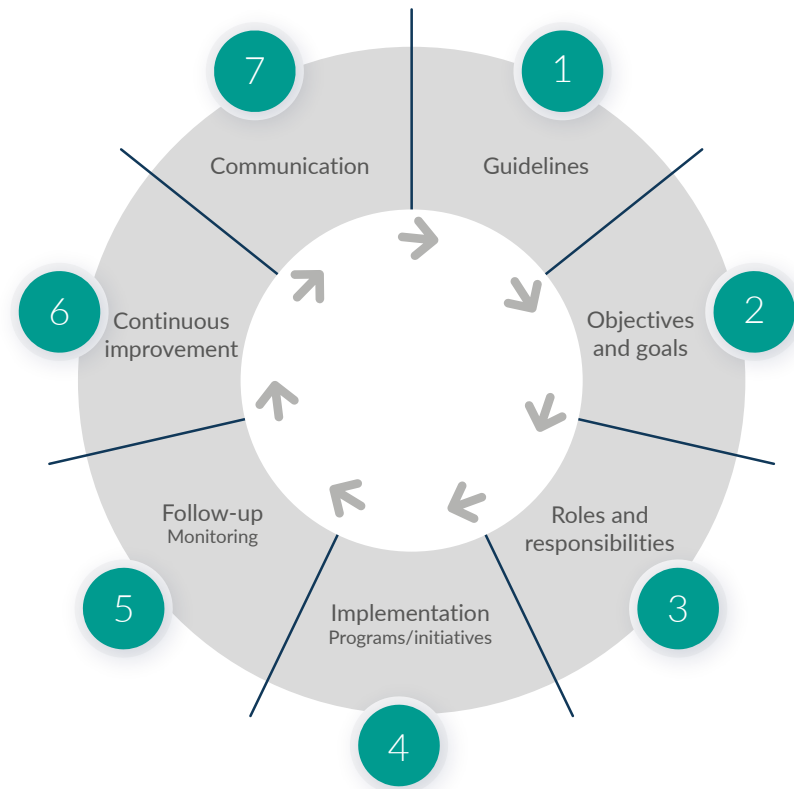 1
Guidelines
2
Objectives
and goals
3
Roles and
responsibilities
4
Implementation
Programs/initiatives
5
Follow-up
Monitoring
6
Continuous
improvement
7
Communication